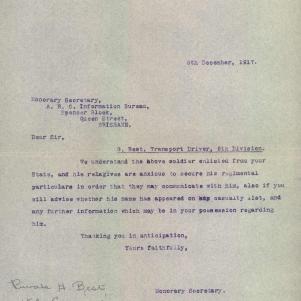 6th December, 1917.
Honorary Secretary,
A. R. C. Information Bureau,
Spencer Block,
Queen Street,
BRISBANE.
Dear Sir,
G. Best, Transport Driver, 5th Division.
We understand the above soldier enlisted from your
State, and his relatives are anxious to secure his regimental
particulars in order that they may communicate with him, also if you
will advise whether his name has appeared on any casualty list, and
any further information which may be in your possession regarding
him.
Thanking you in anticipation,
Yours faithfully,
Private H Best
Honorary Secretary.